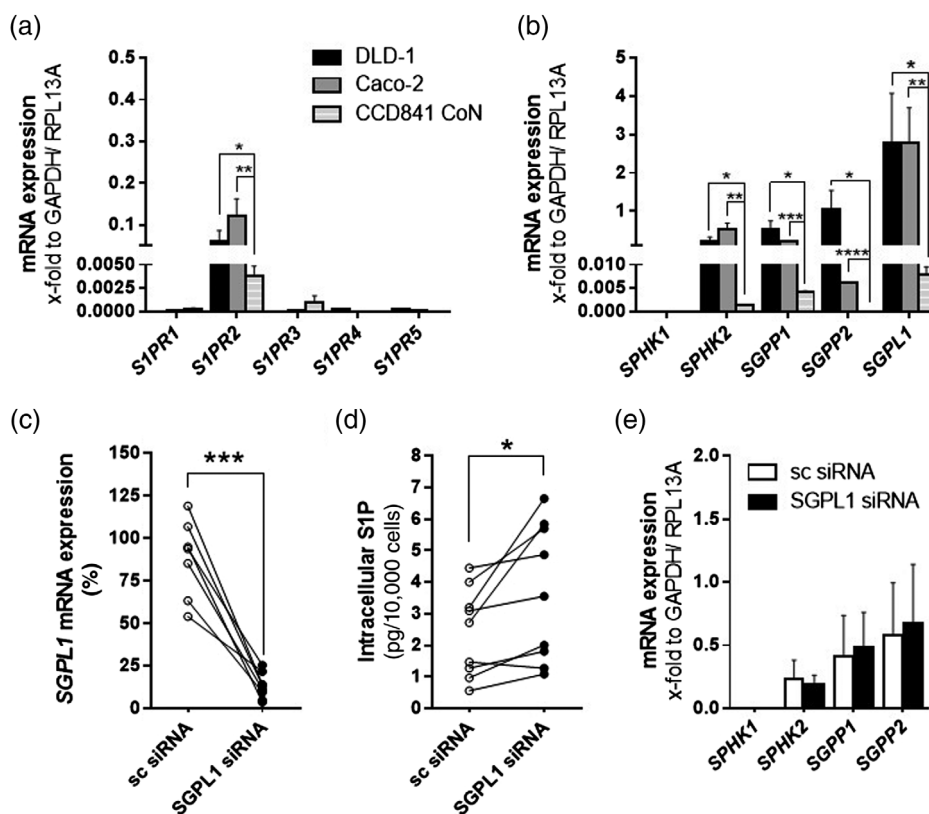 (a)
mRNA expression
x-fold to GAPDH/ RPL13A
0.5
0.4
0.3
0.2
0.1
0.0050
0.0025
0.0000
DLD-1
Caco-2
CCD841 CoN
*
**
S1PR1
S1PR2
S1PR3
S1PR4
S1PR5
(b)
mRNA expression
x-fold to GAPDH/ RPL13A
5
4
3
2
1
0.010
0.005
0.000
*
**
*
***
*
****
*
**
SPHK1
SPHK2
SGPP1
SGPP2
SGPL1
(c)
SGPL1 mRNA expression
(%)
150
125
100
75
50
25
0
***
sc siRNA
SGPL1 siRNA
(d)
Intracellular S1P
(pg/10,000 cells)
8
7
6
5
4
3
2
1
0
*
sc siRNA
SGPL1 siRNA
(e)
mRNA expression
x-fold to GAPDH/ RPL13A
2.0
1.5
1.0
0.5
0.0
sc siRNA
SGPL1 siRNA
SPHK1
SPHK2
SGPP1
SGPP2